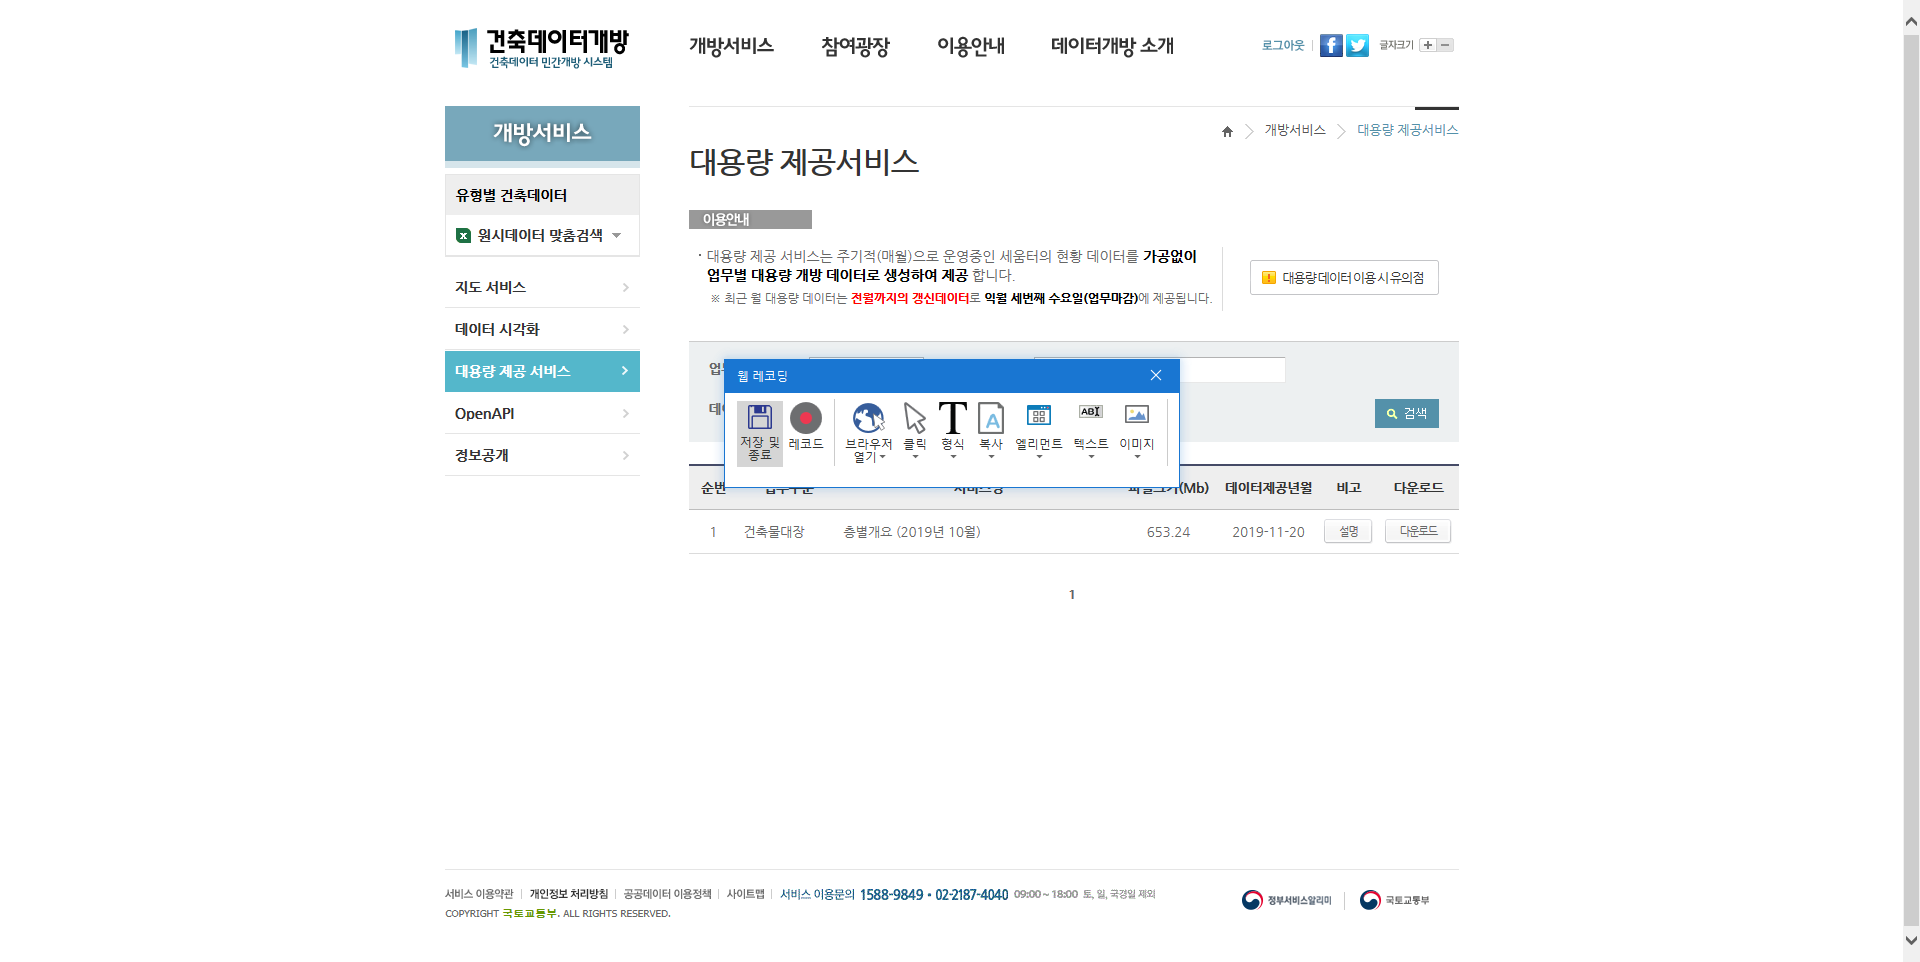 건축데이터개방
건축데이터 민간개방 시스템
개방서비스 참여광장 이용안내 데이터개방 소개
로그아웃 글자크기
개방서비스
유형별 건축데이터
원시데이터 맞춤검색
지도 서비스
데이터 시각화
대용량 제공 서비스
OpenAPI
정보공개
개방서비스 대용량 제공서비스
대용량 제공서비스
이용안내
· 대용량 제공 서비스는 주기적(매월)으로 운영중인 세움터의 현황 데이터를 가공없이
업무별 대용량 개방 데이터로 생성하여 제공 합니다.
※ 최근 월 대용량 데이터는 전월까지의 갱신데이터로 익월 세번째 수요일(업무마감)에 제공됩니다.
대용량 데이터 이용 시 유의점
웹 레코딩
저장 및 종료
레코드
브라우저 열기
클릭
형식
복사
엘리먼트
텍스트
이미지
검색
순번 업무구분 서비스명 파일크기(Mb) 데이터제공년월 비고 다운로드
1 건축물대장 층별개요 (2019년 10월) 653.24 2019-11-20 설명 다운로드
1
서비스 이용약관 개인정보 처리방침 공공데이터 이용정책 사이트맵 서비스 이용문의 1588-9849 • 02-2187-4040 09:00 ~ 18:00 토, 일, 국경일 제외
COPYRIGHT 국토교통부. ALL RIGHTS RESERVED.
정부서비스알리미 국토교통부